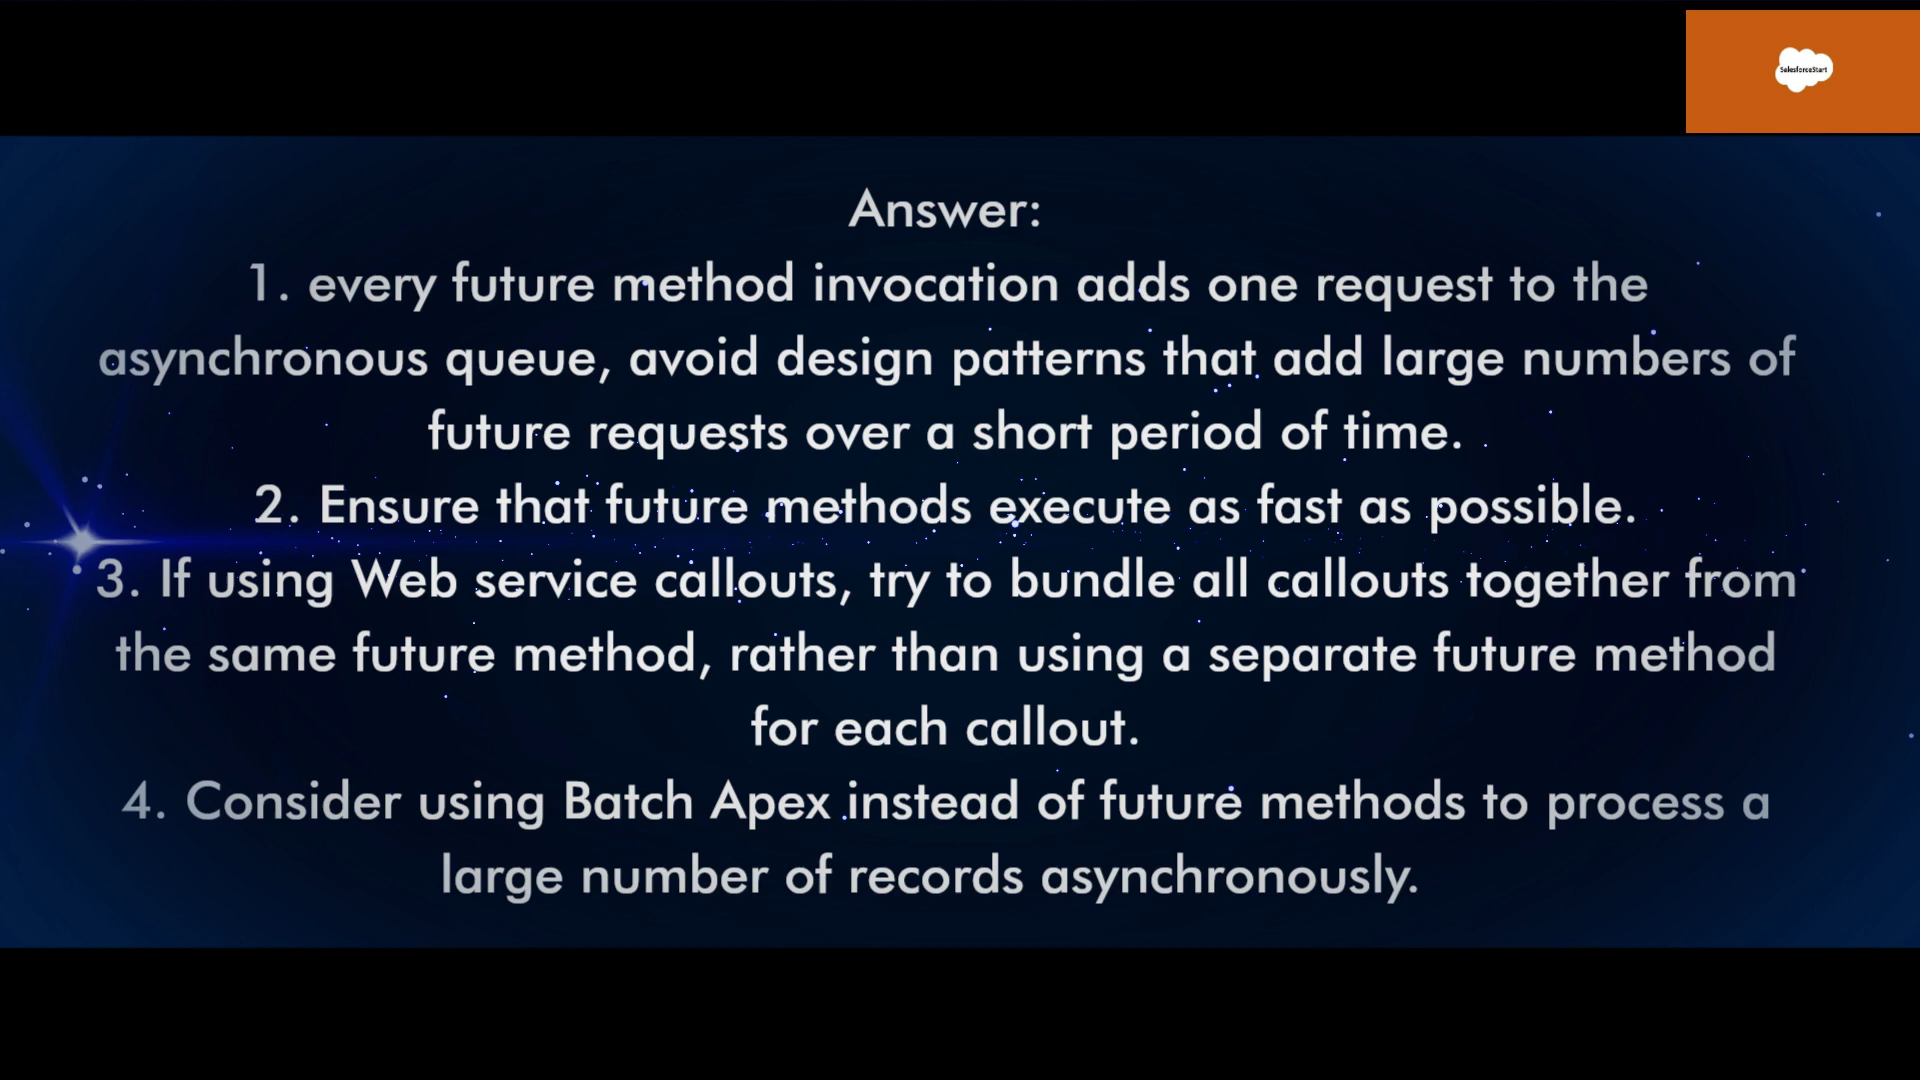 SalesforceStart
Answer:
1. every future method invocation adds one request to the
asynchronous queue, avoid design patterns that add large numbers of
future requests over a short period of time.
2. Ensure that future methods execute as fast as possible.
3. If using Web service callouts, try to bundle all callouts together from
the same future method, rather than using a separate future method
for each callout.
4. Consider using Batch Apex instead of future methods to process a
large number of records asynchronously.